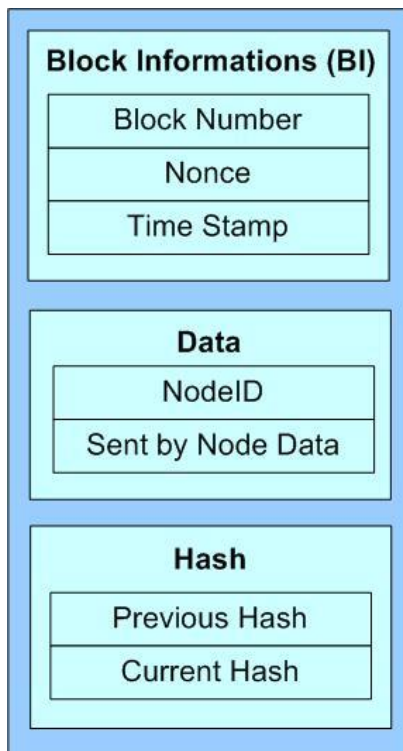 Block Informations (BI)
Block Number
Nonce
Time Stamp
Data
NodeID
Sent by Node Data
Hash
Previous Hash
Current Hash